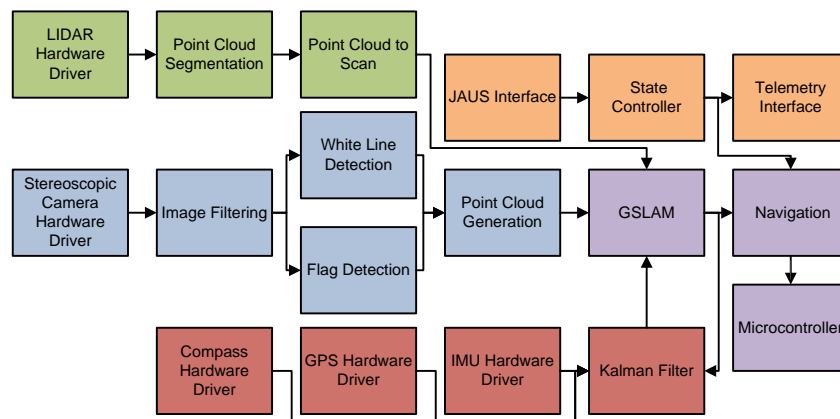 LIDAR
Hardware
Driver
Point Cloud
Segmentation
Point Cloud to
Scan
JAUS Interface
State
Controller
Telemetry
Interface
White Line
Detection
Stereoscopic
Camera
Hardware
Driver
Image Filtering
Point Cloud
Generation
GSLAM
Navigation
Flag Detection
Microcontroller
Compass
Hardware
Driver
GPS Hardware
Driver
IMU Hardware
Driver
Kalman Filter